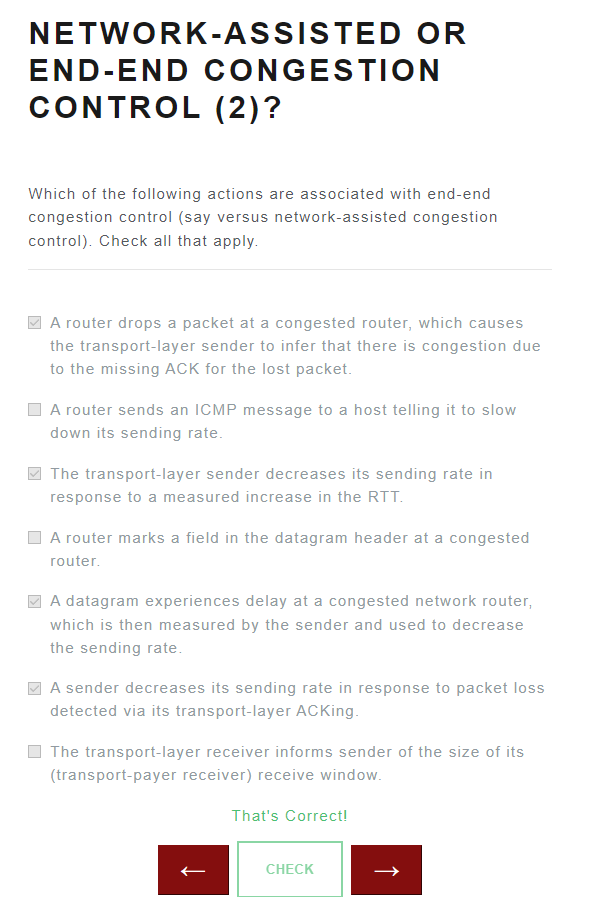 NETWORK-ASSISTED OR
END-END CONGESTION
CONTROL (2)?
Which of the following actions are associated with end-end
congestion control (say versus network-assisted congestion
control). Check all that apply.
A router drops a packet at a congested router, which causes
the transport-layer sender to infer that there is congestion due
to the missing ACK for the lost packet.
A router sends an ICMP message to a host telling it to slow
down its sending rate.
The transport-layer sender decreases its sending rate in
response to a measured increase in the RTT.
A router marks a field in the datagram header at a congested
router.
A datagram experiences delay at a congested network router,
which is then measured by the sender and used to decrease
the sending rate.
A sender decreases its sending rate in response to packet loss
detected via its transport-layer ACKing.
The transport-layer receiver informs sender of the size of its
(transport-payer receiver) receive window.
That's Correct!
← CHECK →